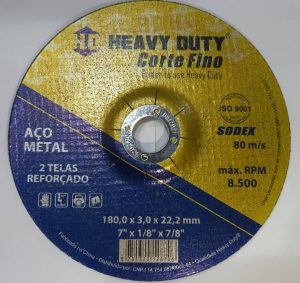 HD HEAVY DUTY®
Corte Fino
ISO 9001
SODEX
80 m/s
AÇO
METAL
2 TELAS
REFORÇADO
máx. RPM
8.500
180,0 x 3,0 x 22,2 mm
7" x 1/8" x 7/8"